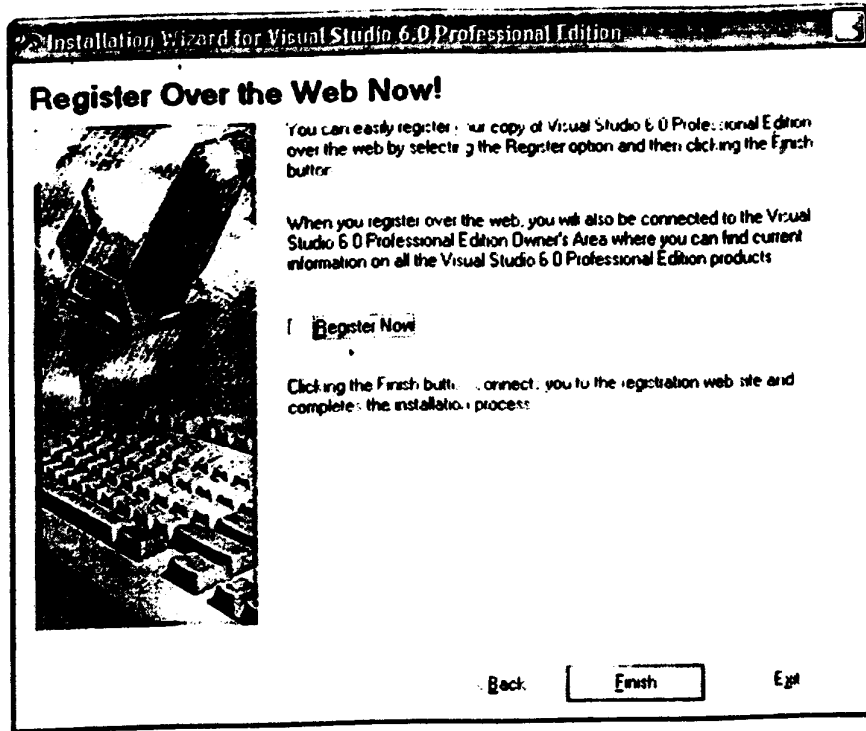 Installation Wizard for Visual Studio 6.0 Professional Edition
Register Over the Web Now!
You can easily register your copy of Visual Studio 6.0 Professional Edition
over the web by selecting the Register option and then clicking the Finish
button
When you register over the web, you will also be connected to the Visual
Studio 6.0 Professional Edition Owner's Area where you can find current
information on all the Visual Studio 6.0 Professional Edition products
Register Now
Clicking the Finish button connects you to the registration web site and
completes the installation process
Back
Finish
Exit